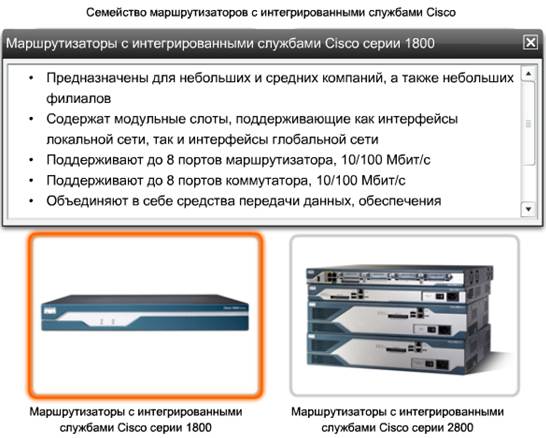 Семейство маршрутизаторов с интегрированными службами Cisco
Маршрутизаторы с интегрированными службами Cisco серии 1800
• Предназначены для небольших и средних компаний, а также небольших
филиалов
• Содержат модульные слоты, поддерживающие как интерфейсы
локальной сети, так и интерфейсы глобальной сети
• Поддерживают до 8 портов маршрутизатора, 10/100 Мбит/с
• Поддерживают до 8 портов коммутатора, 10/100 Мбит/с
• Объединяют в себе средства передачи данных, обеспечения
Маршрутизаторы с интегрированными
службами Cisco серии 1800
Маршрутизаторы с интегрированными
службами Cisco серии 2800